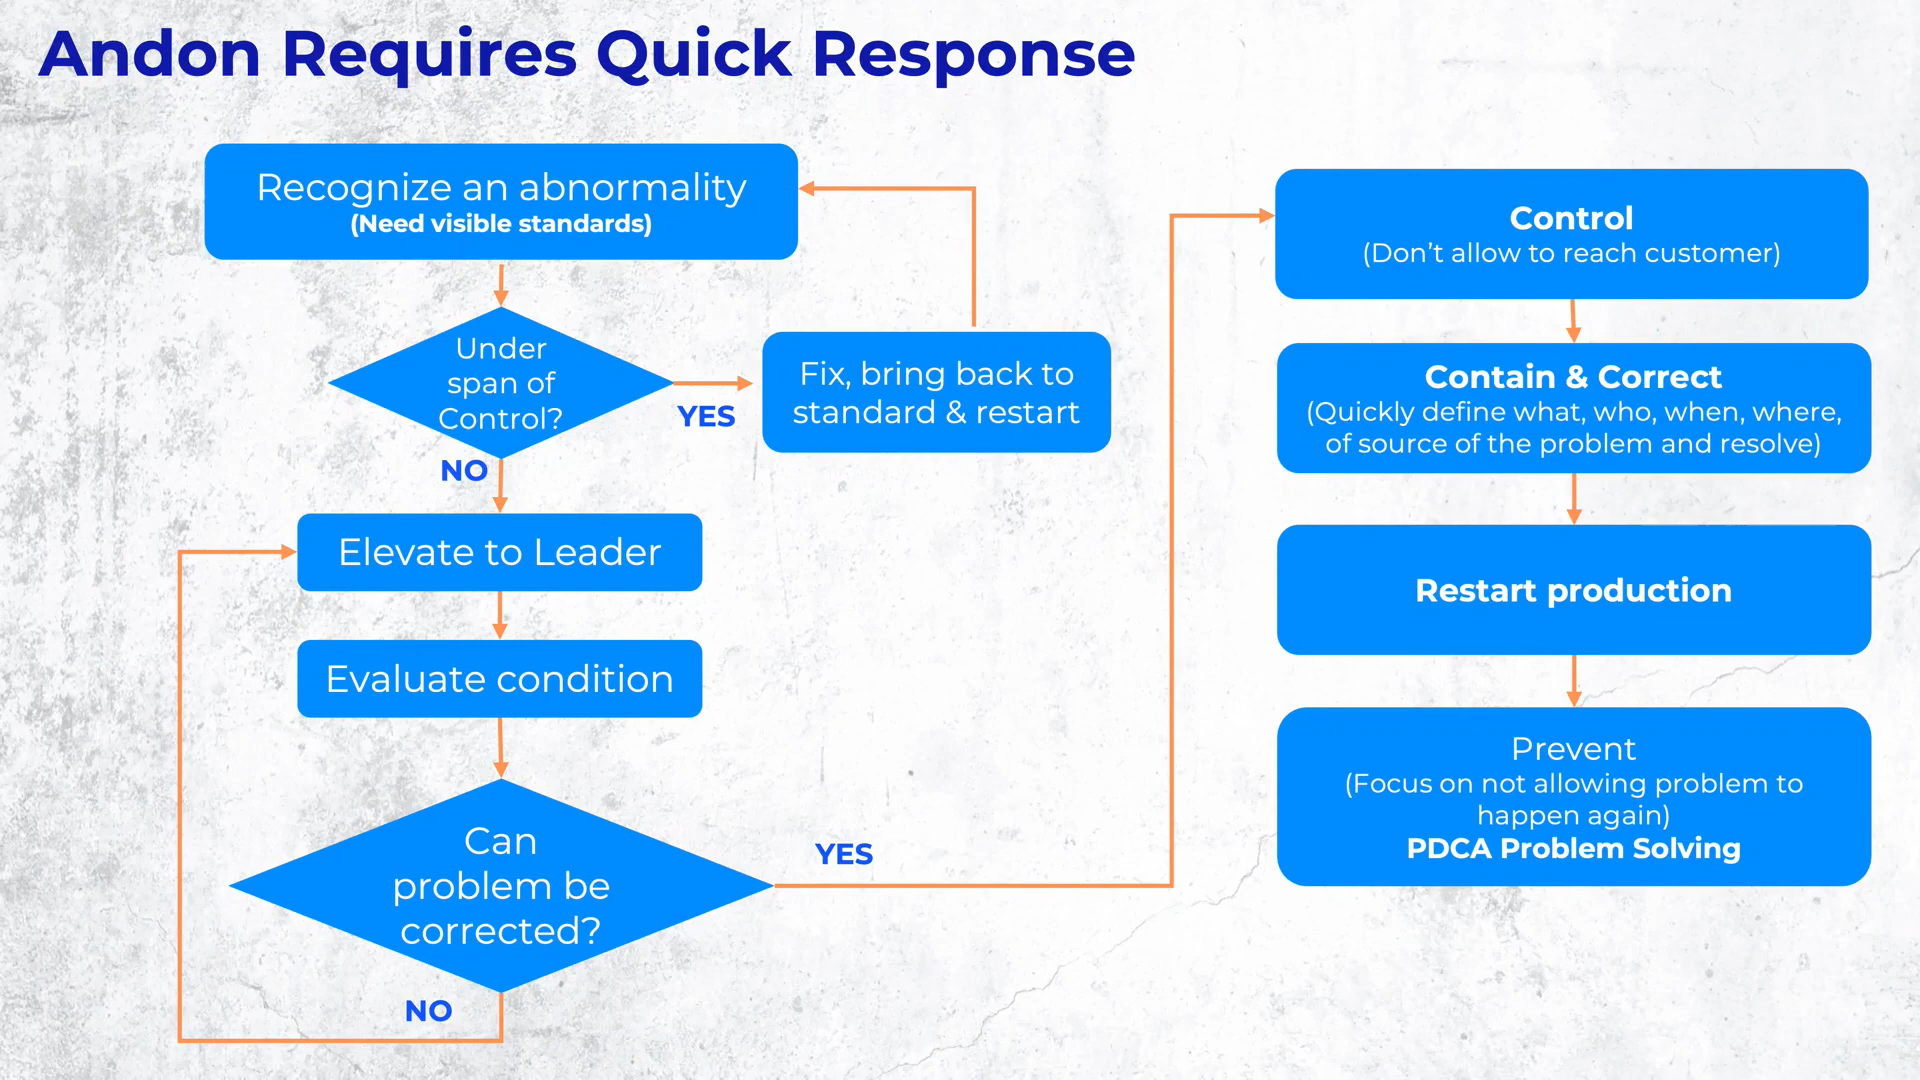 Andon Requires Quick Response
Recognize an abnormality
(Need visible standards)
Under
span of
Control?
YES
Fix, bring back to
standard & restart
NO
Elevate to Leader
Evaluate condition
Can
problem be
corrected?
YES
NO
Control
(Don’t allow to reach customer)
Contain & Correct
(Quickly define what, who, when, where,
of source of the problem and resolve)
Restart production
Prevent
(Focus on not allowing problem to
happen again)
PDCA Problem Solving